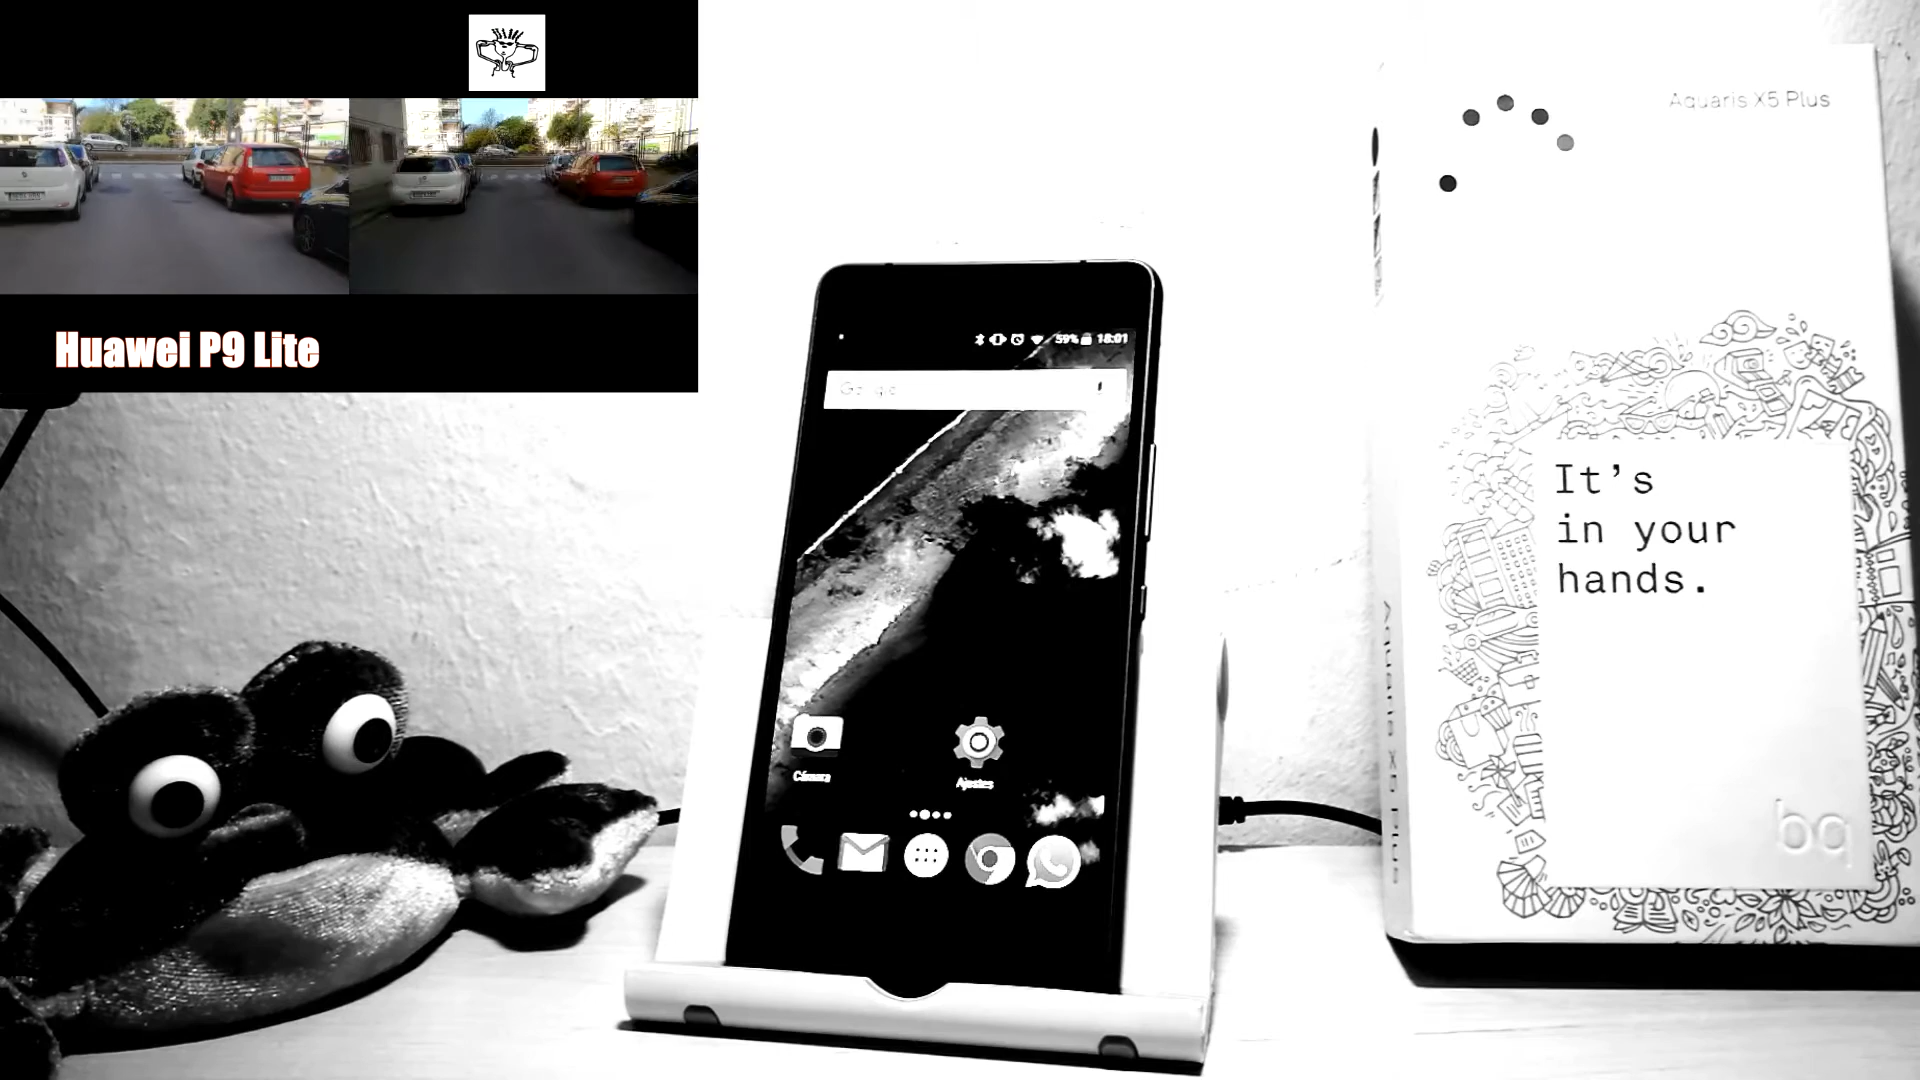 Huawei P9 Lite
59% 18:01
Google
Cámara
Ajustes
Aquaris X5 Plus
It's
in your
hands.
bq
Aquaris X5 Plus